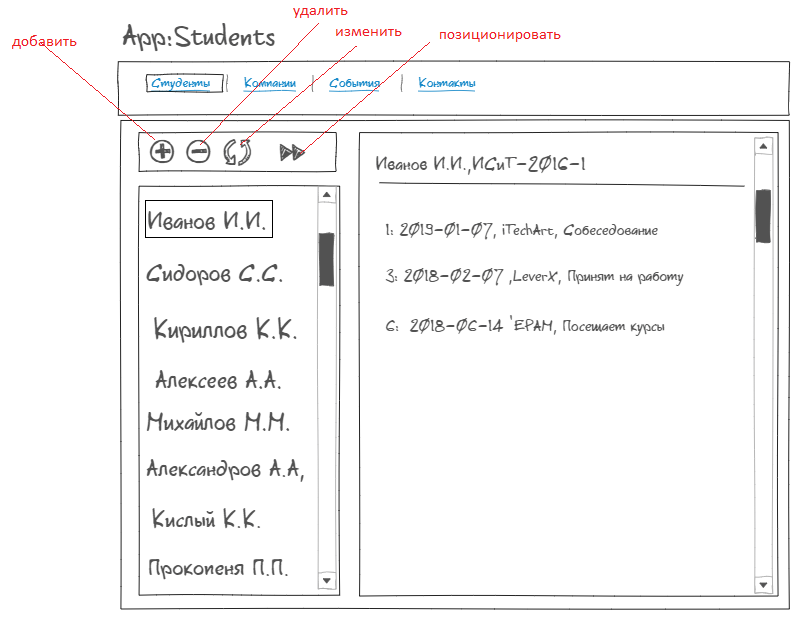 удалить
добавить
изменить
позиционировать
App:Students
Студенты | Компании | События | Контакты
Иванов И.И.
Сидоров С.С.
Кириллов К.К.
Алексеев А.А.
Михайлов М.М.
Александров А.А,
Кислый К.К.
Прокопеня П.П.
Иванов И.И.,ИСиТ-2016-1
1: 2019-01-07, iTechArt, Собеседование
3: 2018-02-07 ,LeverX, Принят на работу
6: 2018-06-14 'EPAM, Посещает курсы